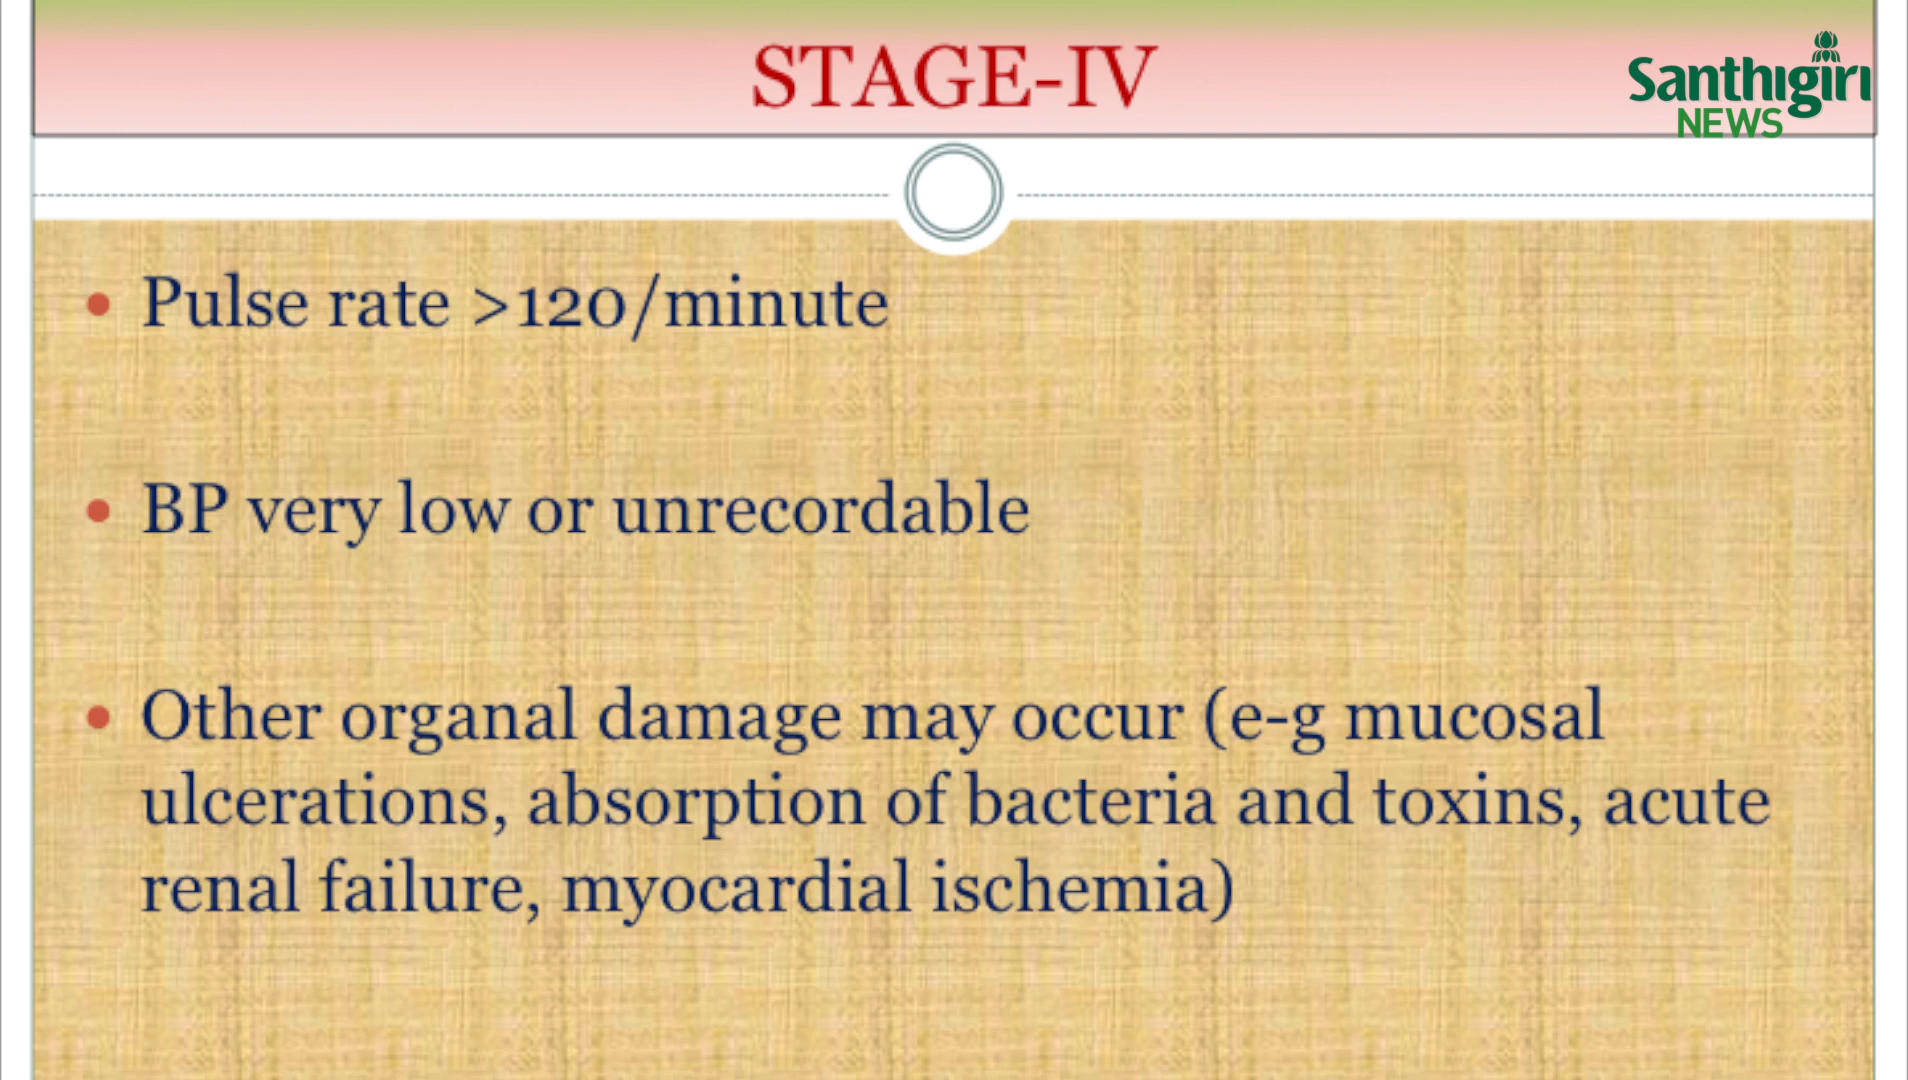 STAGE-IV
Santhigiri
NEWS
• Pulse rate >120/minute
• BP very low or unrecordable
• Other organal damage may occur (e-g mucosal
ulcerations, absorption of bacteria and toxins, acute
renal failure, myocardial ischemia)